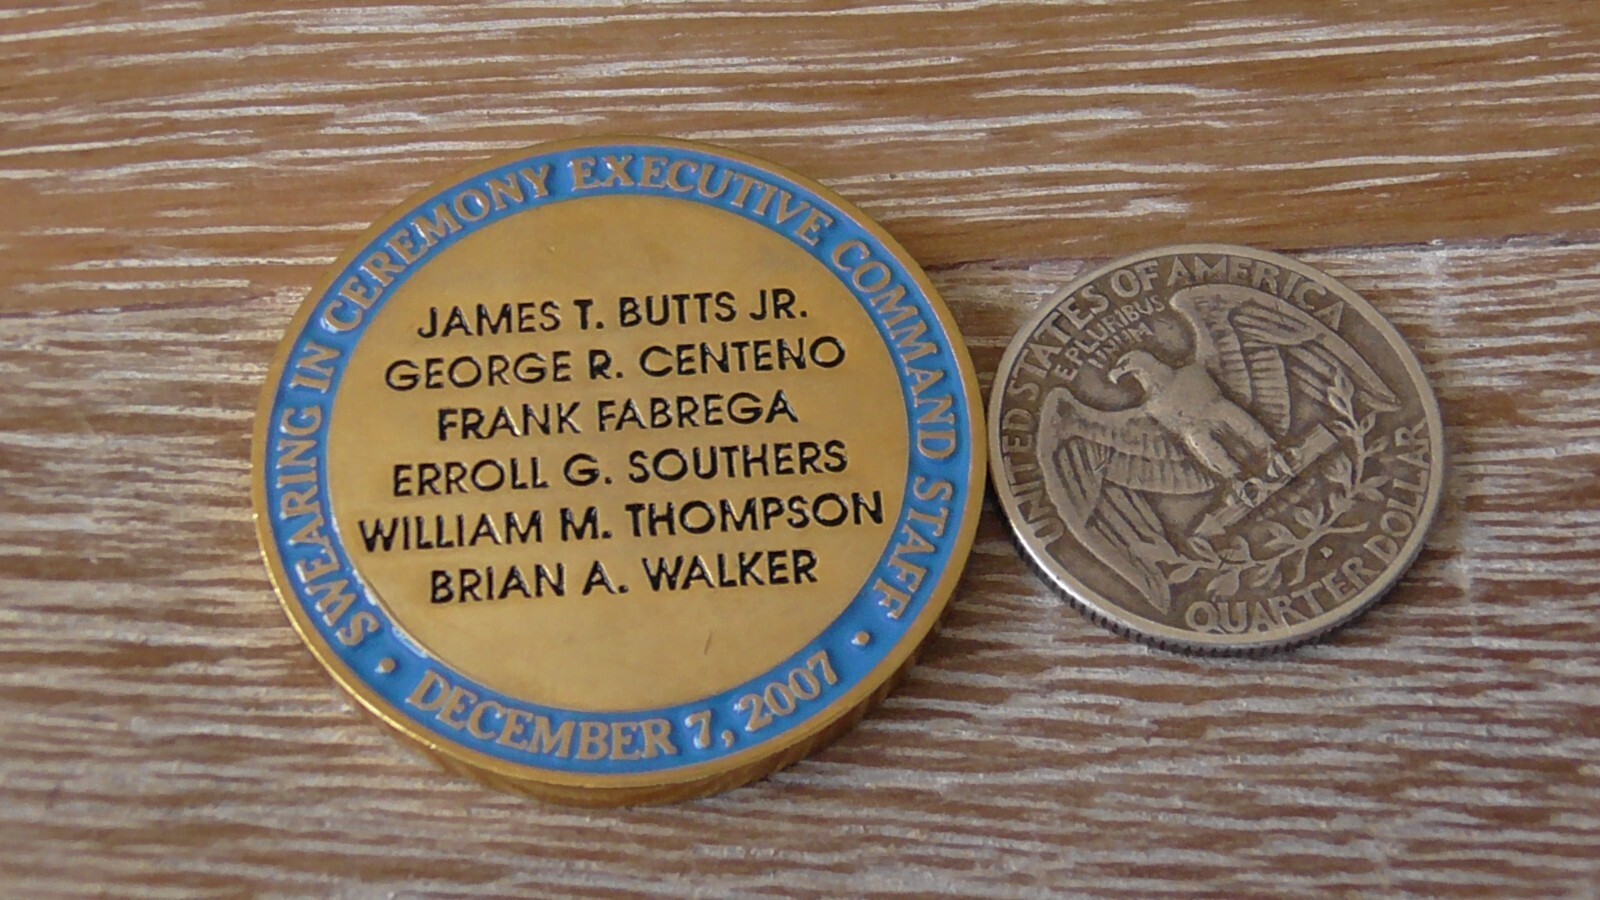 SWEARING IN CEREMONY EXECUTIVE COMMAND STAFF
JAMES T. BUTTS JR.
GEORGE R. CENTENO
FRANK FABREGA
ERROLL G. SOUTHERS
WILLIAM M. THOMPSON
BRIAN A. WALKER
• DECEMBER 7, 2007 •
UNITED STATES OF AMERICA
E PLURIBUS
UNUM
QUARTER DOLLAR